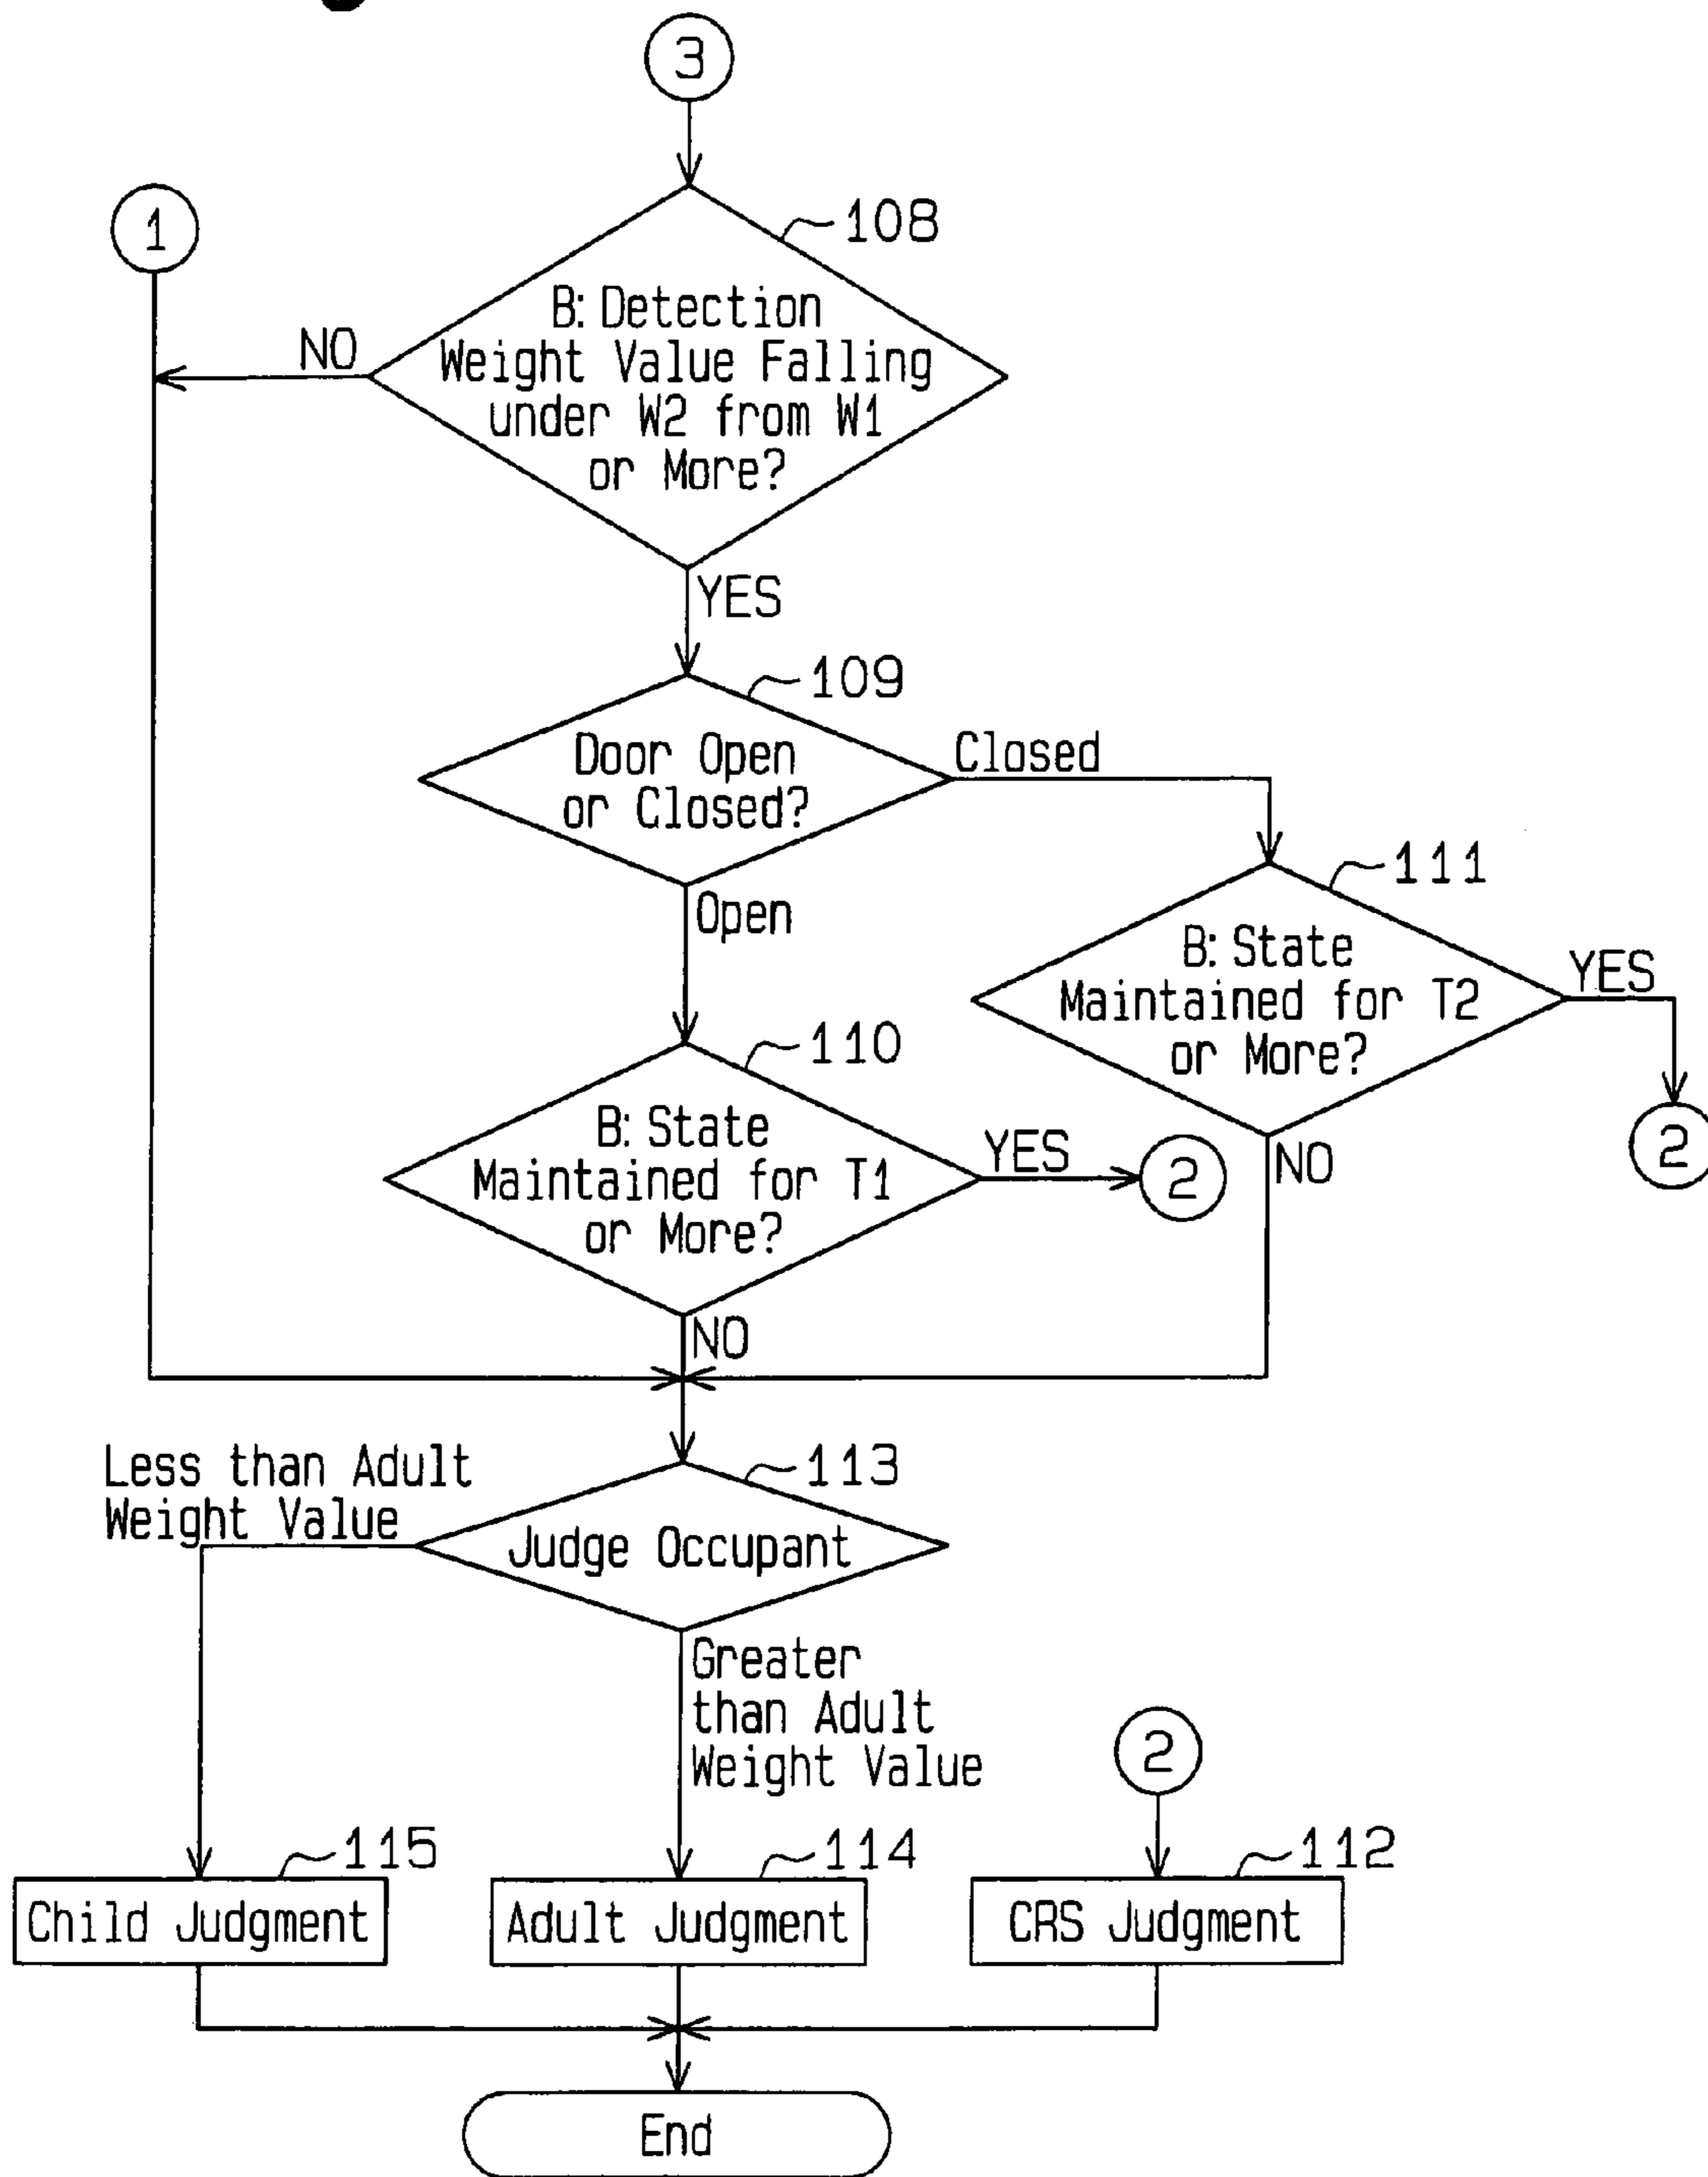 3
1
108
B: Detection
Weight Value Falling
under W2 from W1
or More?
NO
YES
109
Door Open
or Closed?
Closed
Open
111
B: State
Maintained for T2
or More?
YES
2
NO
110
B: State
Maintained for T1
or More?
YES
2
NO
113
Judge Occupant
Less than Adult
Weight Value
Greater
than Adult
Weight Value
2
115
Child Judgment
114
Adult Judgment
112
CRS Judgment
End